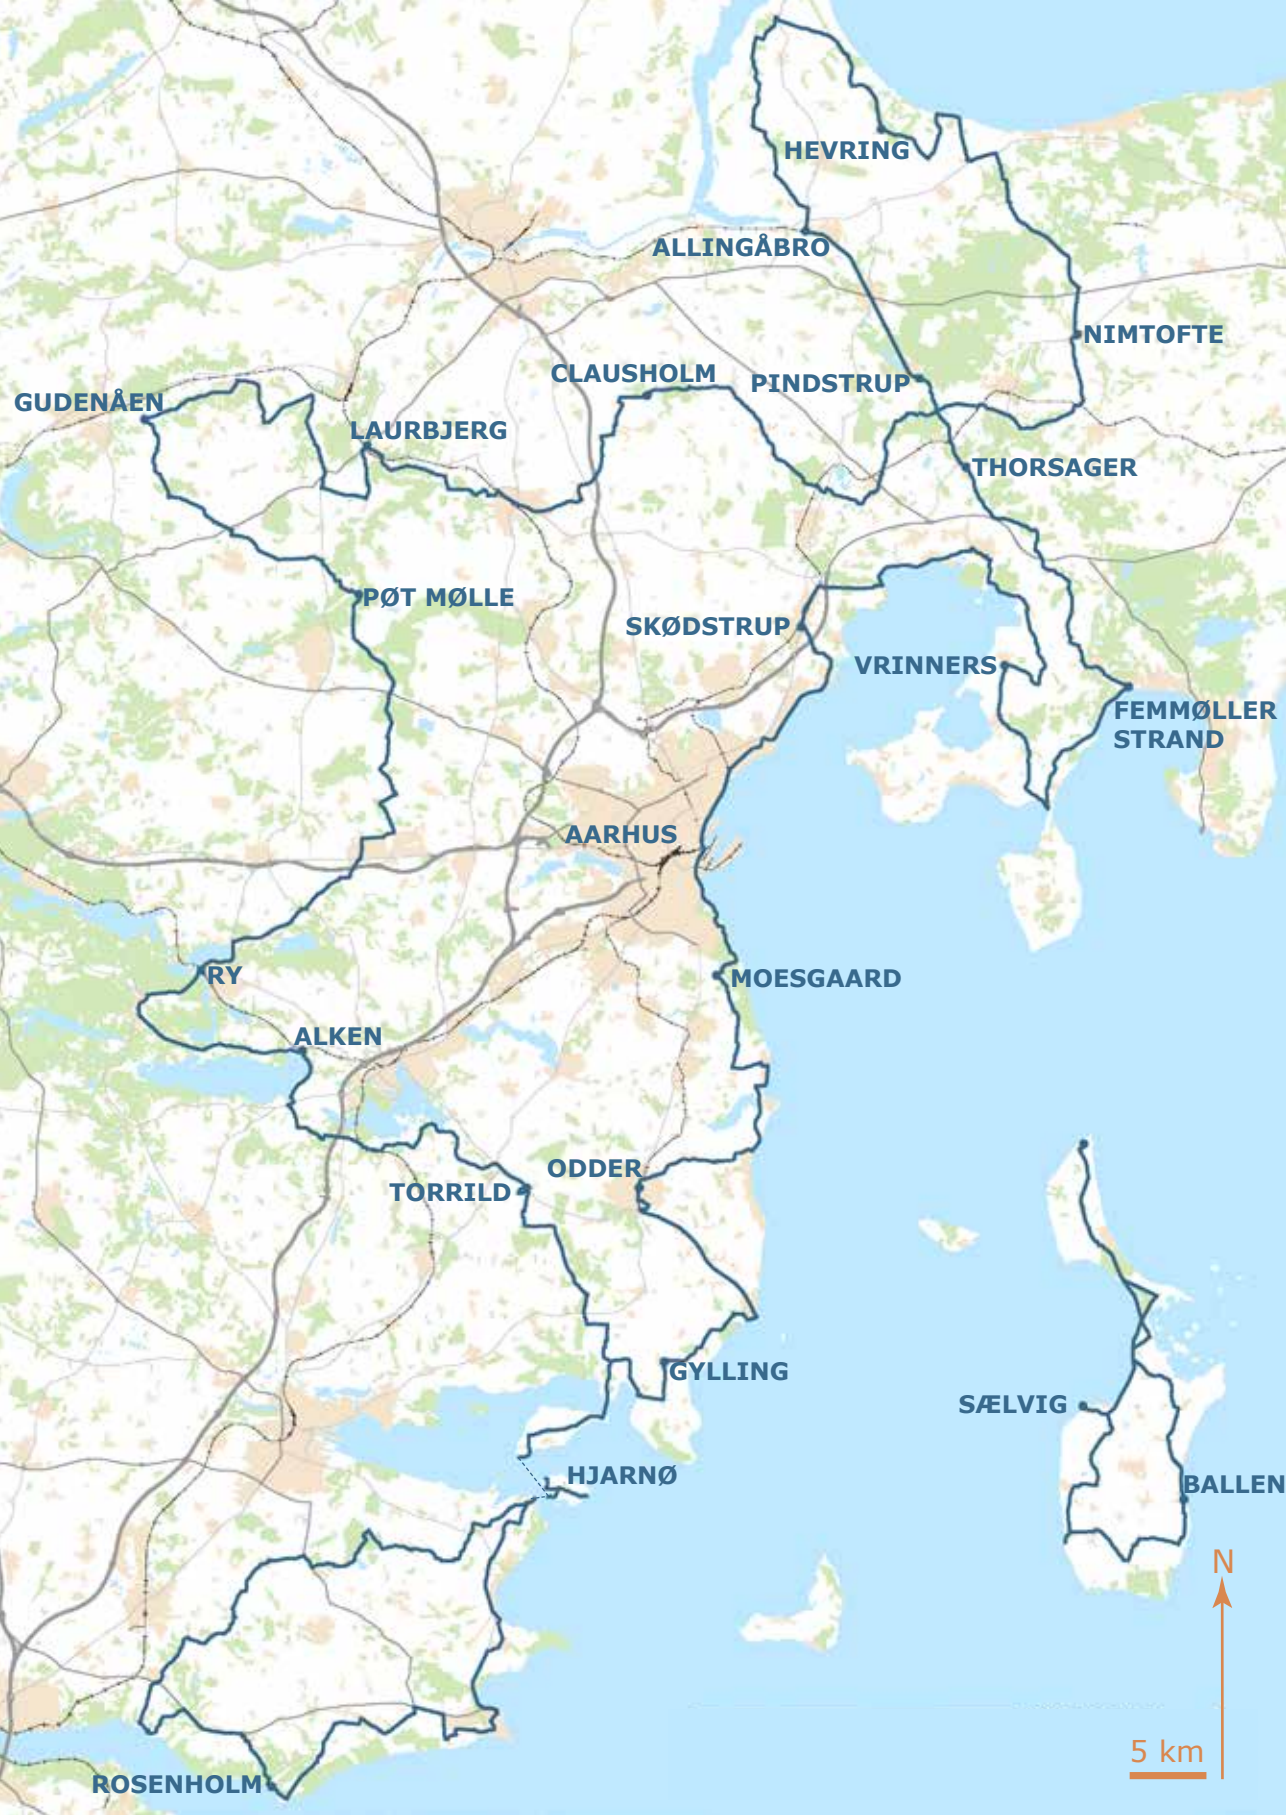 HEVRING
ALLINGÅBRO
NIMTOFTE
CLAUSHOLM
PINDSTRUP
GUDENÅEN
LAURBJERG
THORSAGER
PØT MØLLE
SKØDSTRUP
VRINNERS
FEMMØLLER
STRAND
AARHUS
RY
MOESGAARD
ALKEN
ODDER
TORRILD
GYLLING
SÆLVIG
HJARNØ
BALLEN
N
5 km
ROSENHOLM